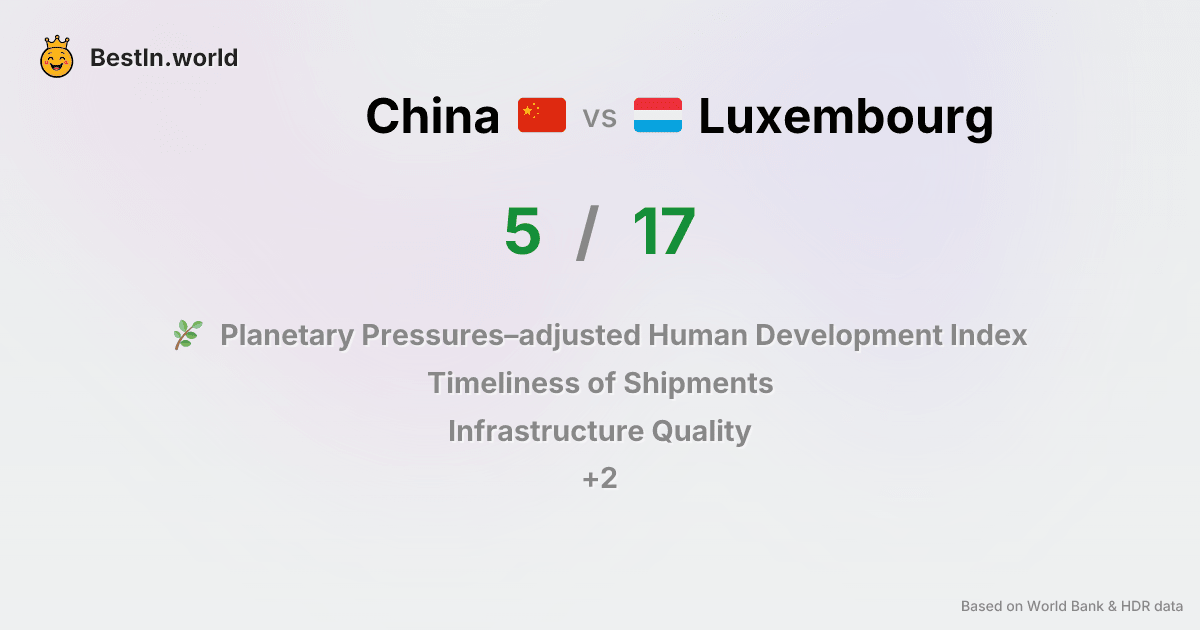 BestIn.world
China vs Luxembourg
5 / 17
Planetary Pressures–adjusted Human Development Index
Timeliness of Shipments
Infrastructure Quality
+2
Based on World Bank & HDR data